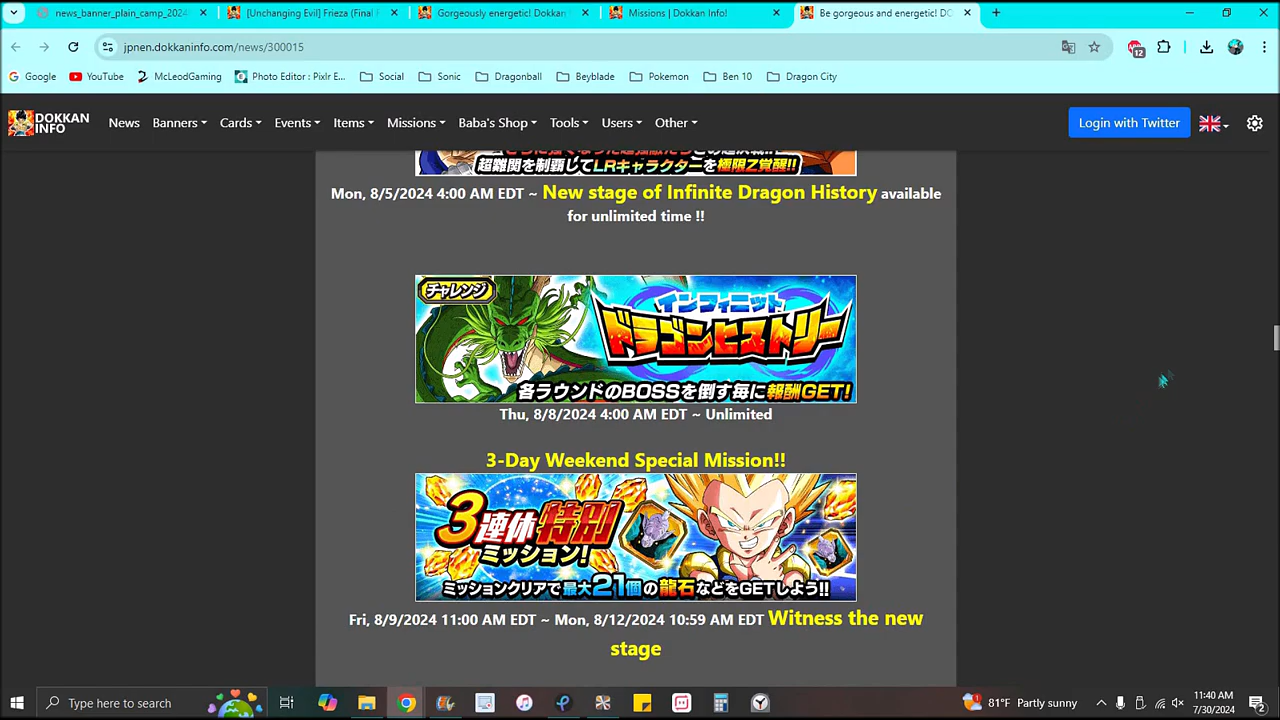 news_banner_plain_camp_2024
[Unchanging Evil] Frieza (Final F
Gorgeously energetic! Dokkan
Missions | Dokkan Info!
Be gorgeous and energetic! DO
jpnen.dokkaninfo.com/news/300015
12
Google
YouTube
McLeodGaming
Photo Editor : Pixlr E...
Social
Sonic
Dragonball
Beyblade
Pokemon
Ben 10
Dragon City
DOKKAN
INFO
News
Banners
Cards
Events
Items
Missions
Baba's Shop
Tools
Users
Other
Login with Twitter
超難関を制覇してLRキャラクターを極限Z覚醒!!
Mon, 8/5/2024 4:00 AM EDT ~ New stage of Infinite Dragon History available
for unlimited time !!
チャレンジ
インフィニット
ドラゴンヒストリー
各ラウンドのBOSSを倒す毎に報酬GET!
Thu, 8/8/2024 4:00 AM EDT ~ Unlimited
3-Day Weekend Special Mission!!
3連休特別
ミッション!
ミッションクリアで最大21個の龍石などをGETしよう!!
Fri, 8/9/2024 11:00 AM EDT ~ Mon, 8/12/2024 10:59 AM EDT Witness the new
stage
Type here to search
81°F Partly sunny
11:40 AM
7/30/2024
2